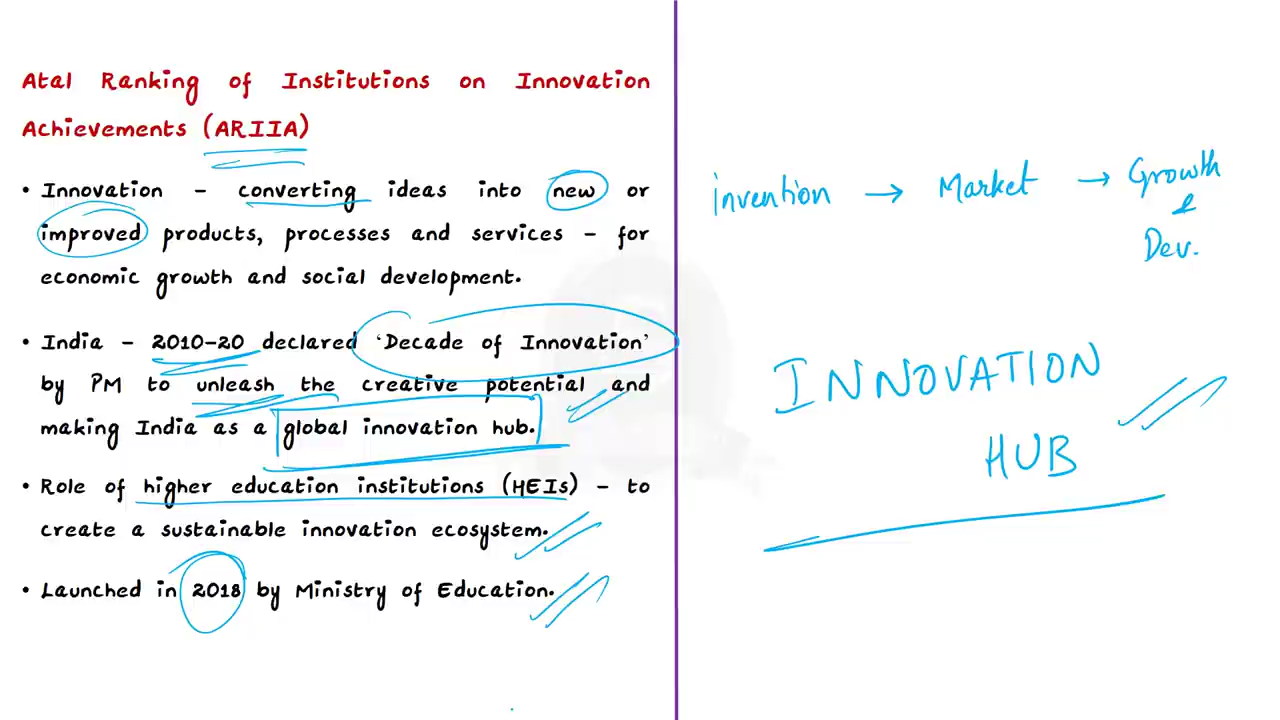 Atal Ranking of Institutions on Innovation
Achievements (ARIIA)
• Innovation - converting ideas into new or
improved products, processes and services - for
economic growth and social development.
• India - 2010-20 declared 'Decade of Innovation'
by PM to unleash the creative potential and
making India as a global innovation hub.
• Role of higher education institutions (HEIs) - to
create a sustainable innovation ecosystem.
• Launched in 2018 by Ministry of Education.
invention → Market → Growth
&
Dev.
INNOVATION
HUB